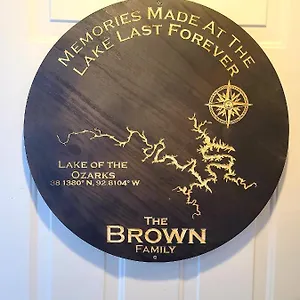 Memories Made At The
Lake Last Forever
Lake of the
Ozarks
38.1380° N, 92.8104° W
The
Brown
Family